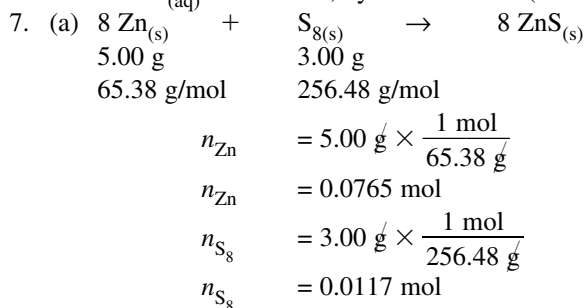 (aq)
7. (a) 8 Zn(s) + S8(s) → 8 ZnS(s)
5.00 g 3.00 g
65.38 g/mol 256.48 g/mol
nZn = 5.00 g × 1 mol / 65.38 g
nZn = 0.0765 mol
nS8 = 3.00 g × 1 mol / 256.48 g
nS8 = 0.0117 mol